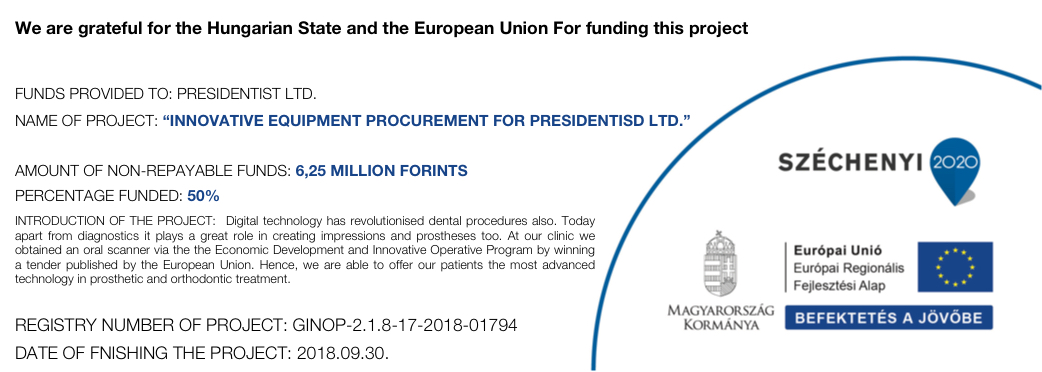 We are grateful for the Hungarian State and the European Union For funding this project
FUNDS PROVIDED TO: PRESIDENTIST LTD.
NAME OF PROJECT: “INNOVATIVE EQUIPMENT PROCUREMENT FOR PRESIDENTISD LTD.”
AMOUNT OF NON-REPAYABLE FUNDS: 6,25 MILLION FORINTS
PERCENTAGE FUNDED: 50%
INTRODUCTION OF THE PROJECT: Digital technology has revolutionised dental procedures also. Today
apart from diagnostics it plays a great role in creating impressions and prostheses too. At our clinic we
obtained an oral scanner via the the Economic Development and Innovative Operative Program by winning
a tender published by the European Union. Hence, we are able to offer our patients the most advanced
technology in prosthetic and orthodontic treatment.
REGISTRY NUMBER OF PROJECT: GINOP-2.1.8-17-2018-01794
DATE OF FNISHING THE PROJECT: 2018.09.30.
SZÉCHENYI 2020
MAGYARORSZÁG
KORMÁNYA
Európai Unió
Európai Regionális
Fejlesztési Alap
BEFEKTETÉS A JÖVŐBE